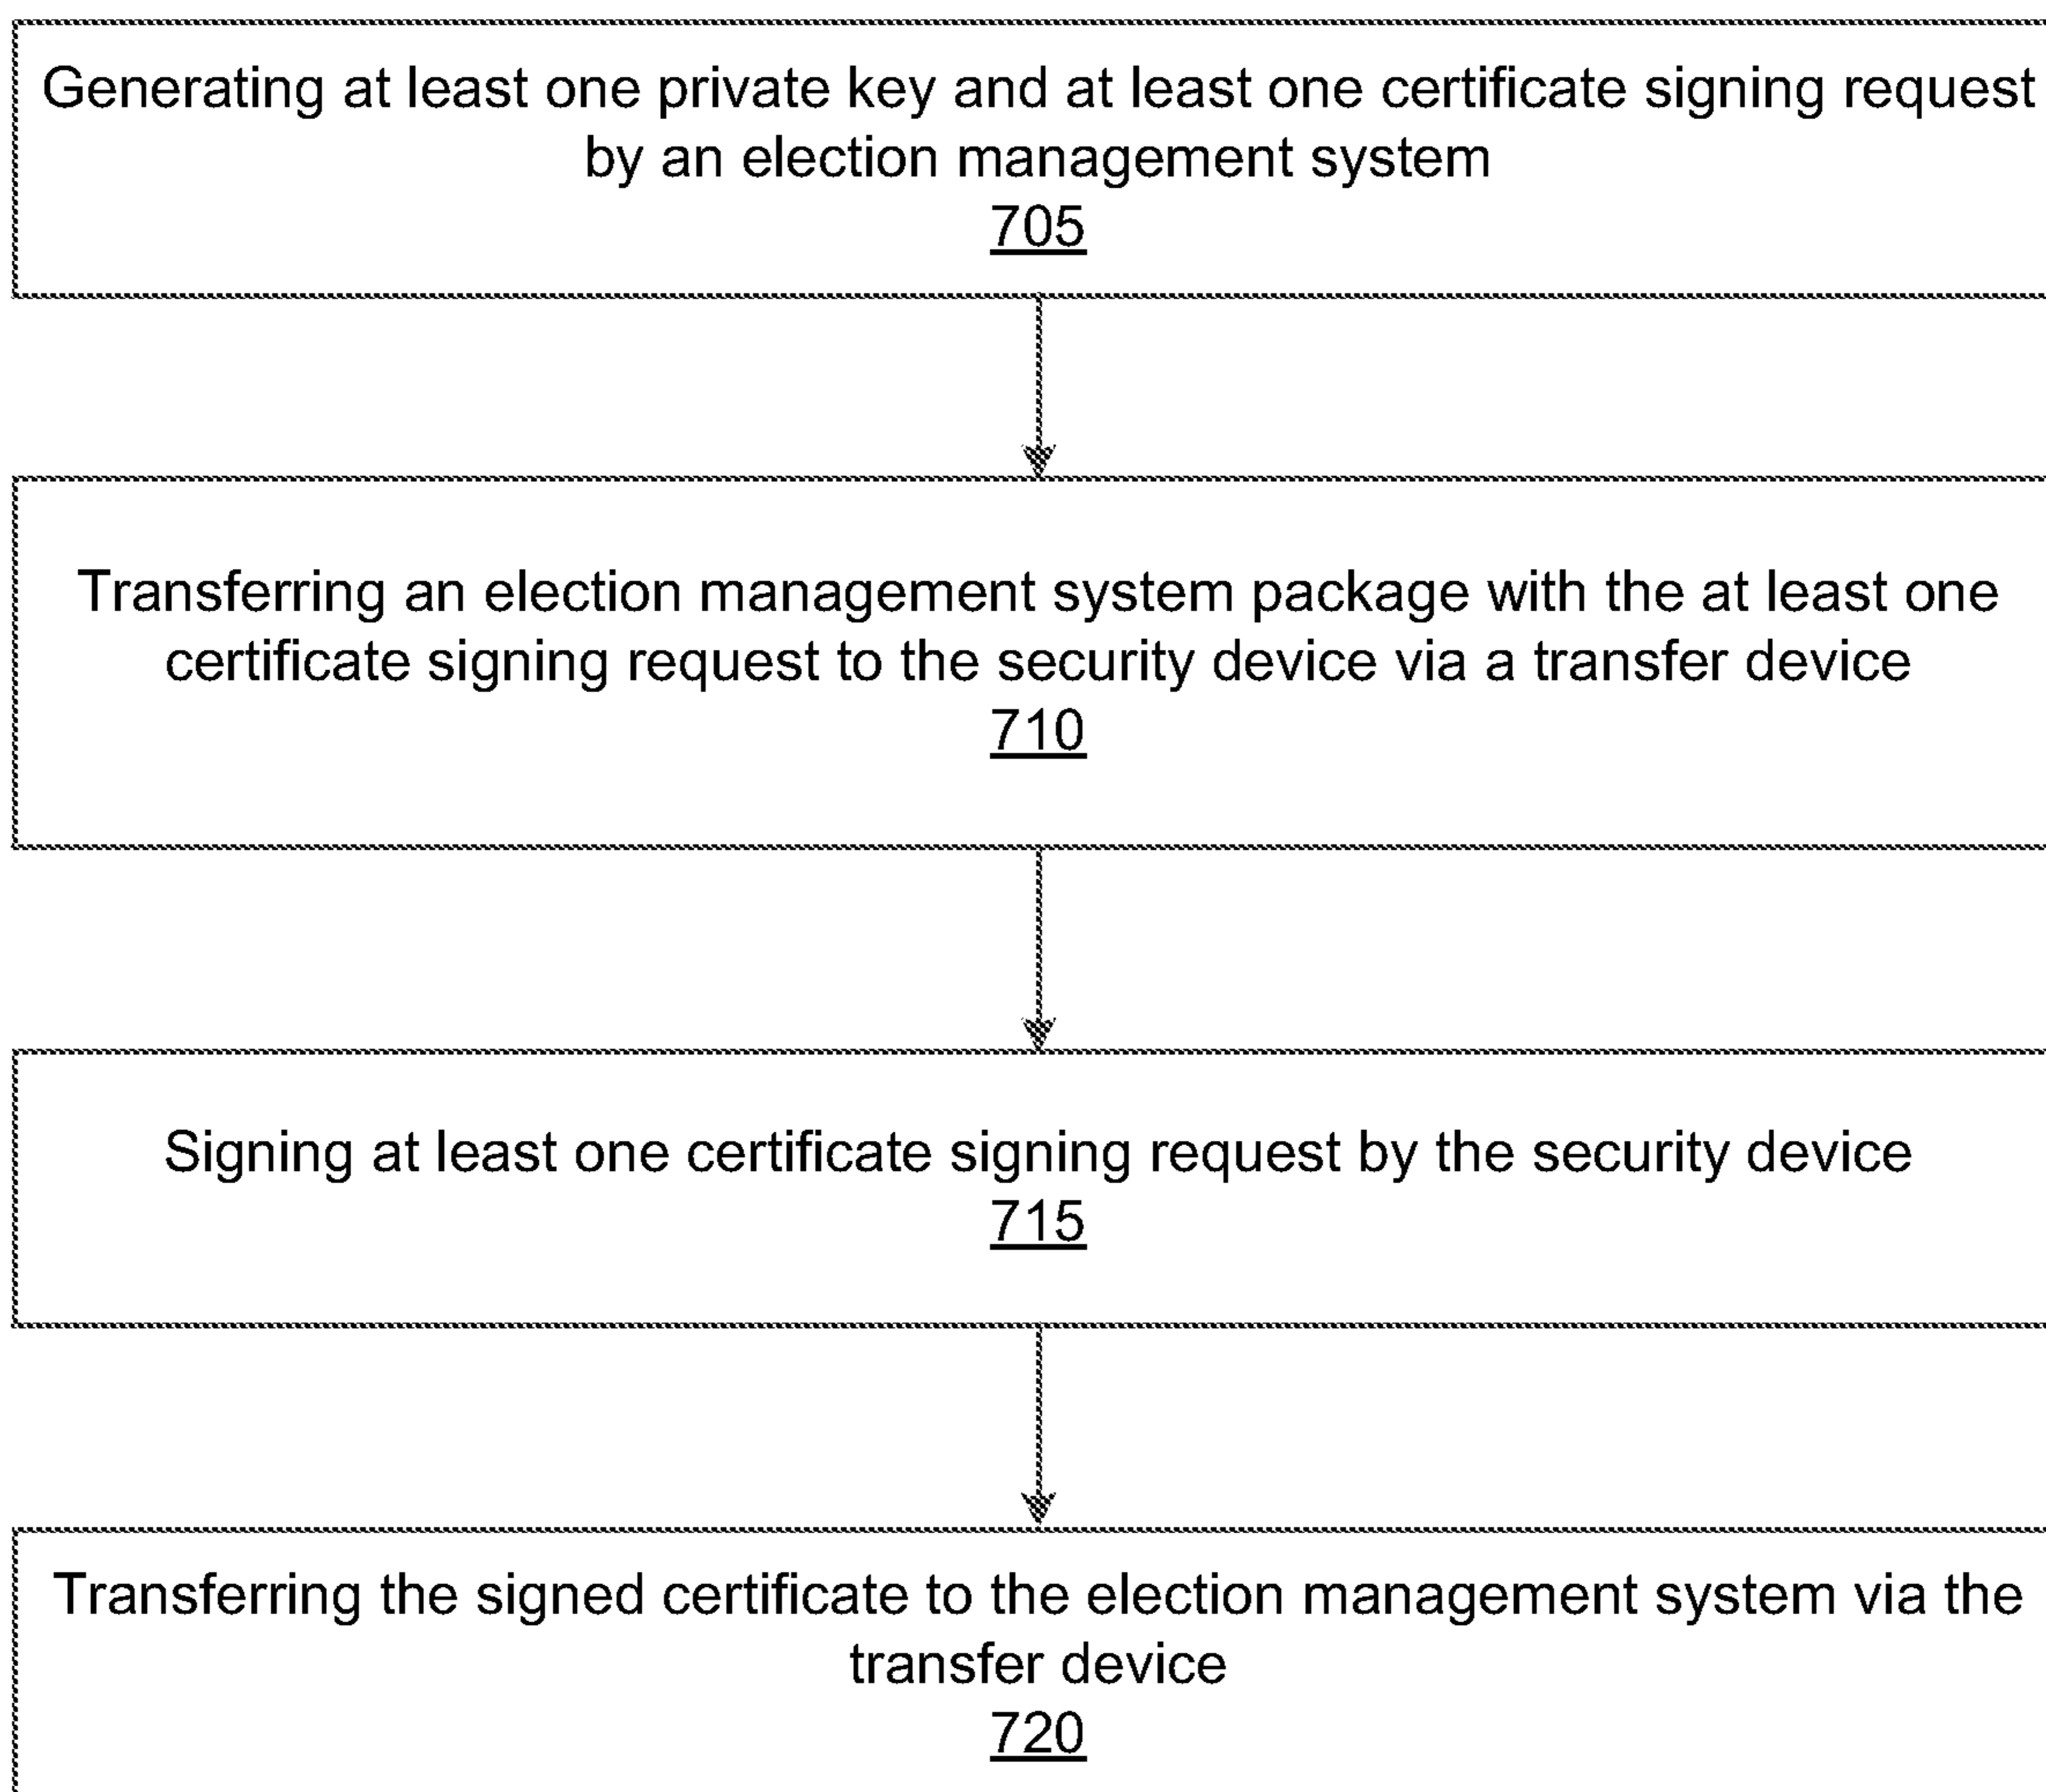 Generating at least one private key and at least one certificate signing request
by an election management system
705
Transferring an election management system package with the at least one
certificate signing request to the security device via a transfer device
710
Signing at least one certificate signing request by the security device
715
Transferring the signed certificate to the election management system via the
transfer device
720